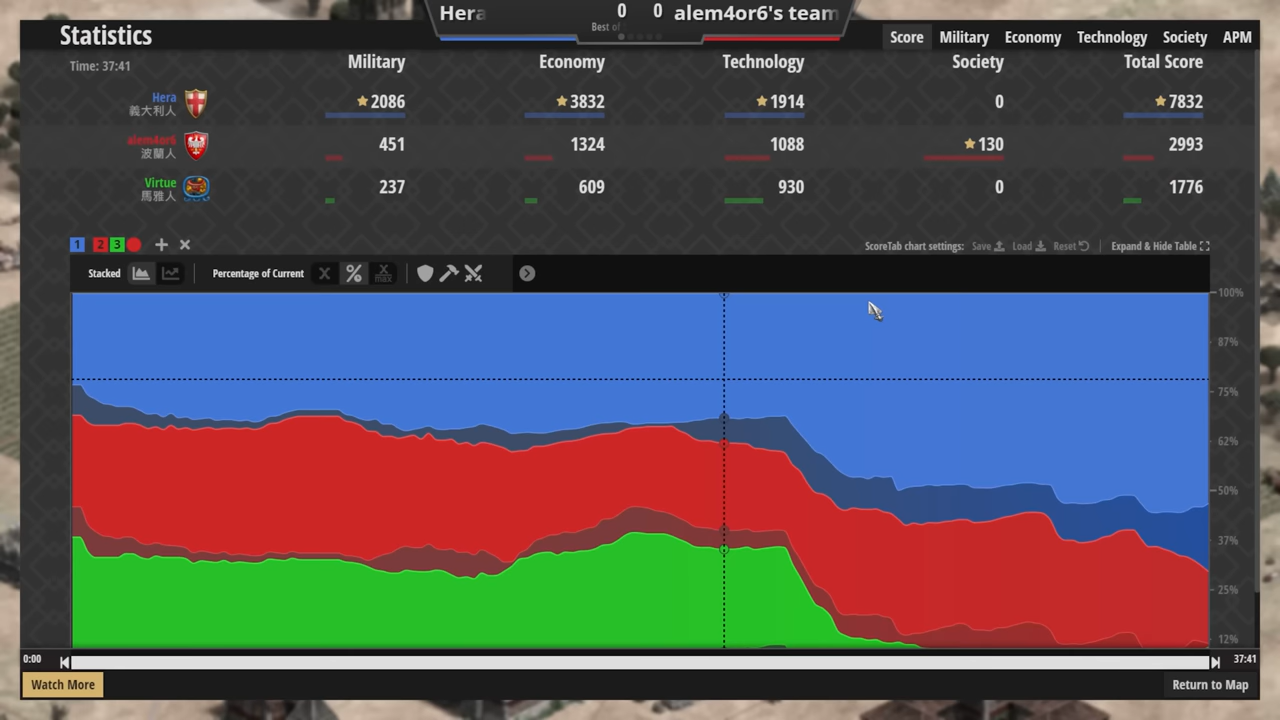 Hera 0 0 alem4or6's team
Best of
Statistics
Score Military Economy Technology Society APM
Time: 37:41
Military Economy Technology Society Total Score
Hera
義大利人
2086 3832 1914 0 7832
alem4or6
波蘭人
451 1324 1088 130 2993
Virtue
馬雅人
237 609 930 0 1776
1 2 3
ScoreTab chart settings: Save Load Reset Expand & Hide Table
Stacked Percentage of Current X % X max
100%
87%
75%
62%
50%
37%
25%
12%
0:00 37:41
Watch More Return to Map